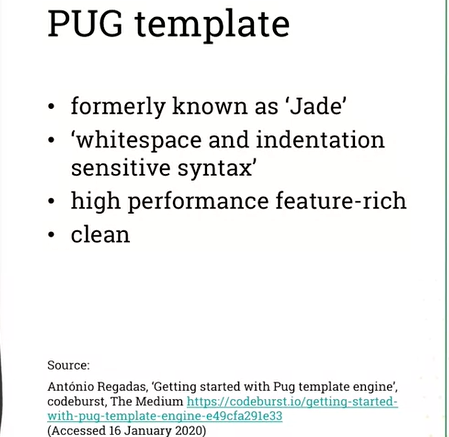 PUG template
• formerly known as ‘Jade’
• ‘whitespace and indentation
sensitive syntax’
• high performance feature-rich
• clean
Source:
António Regadas, ‘Getting started with Pug template engine’,
codeburst, The Medium https://codeburst.io/getting-started-
with-pug-template-engine-e49cfa291e33
(Accessed 16 January 2020)